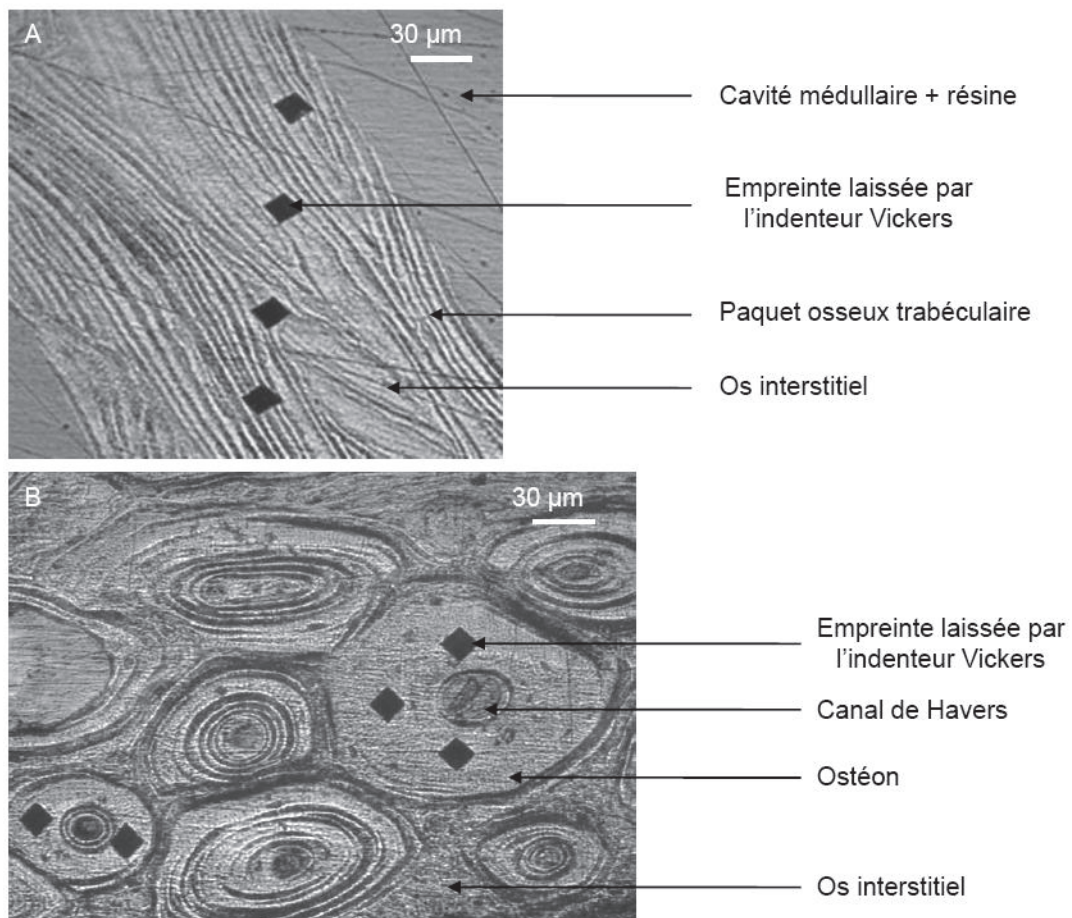 A
30 µm
Cavité médullaire + résine
Empreinte laissée par
l'indenteur Vickers
Paquet osseux trabéculaire
Os interstitiel
B
30 µm
Empreinte laissée par
l'indenteur Vickers
Canal de Havers
Ostéon
Os interstitiel